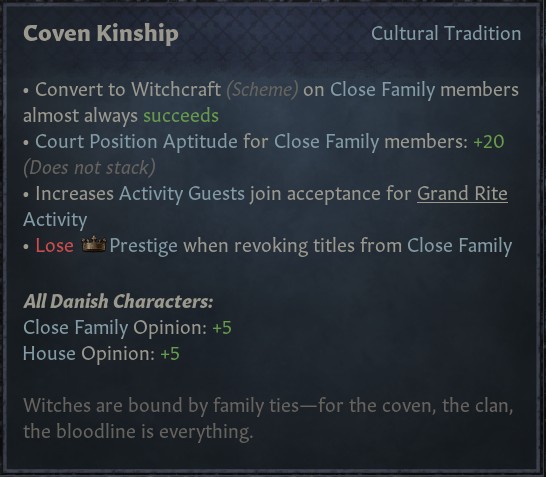 Coven Kinship
Cultural Tradition
• Convert to Witchcraft (Scheme) on Close Family members
almost always succeeds
• Court Position Aptitude for Close Family members: +20
(Does not stack)
• Increases Activity Guests join acceptance for Grand Rite
Activity
• Lose Prestige when revoking titles from Close Family
All Danish Characters:
Close Family Opinion: +5
House Opinion: +5
Witches are bound by family ties—for the coven, the clan,
the bloodline is everything.